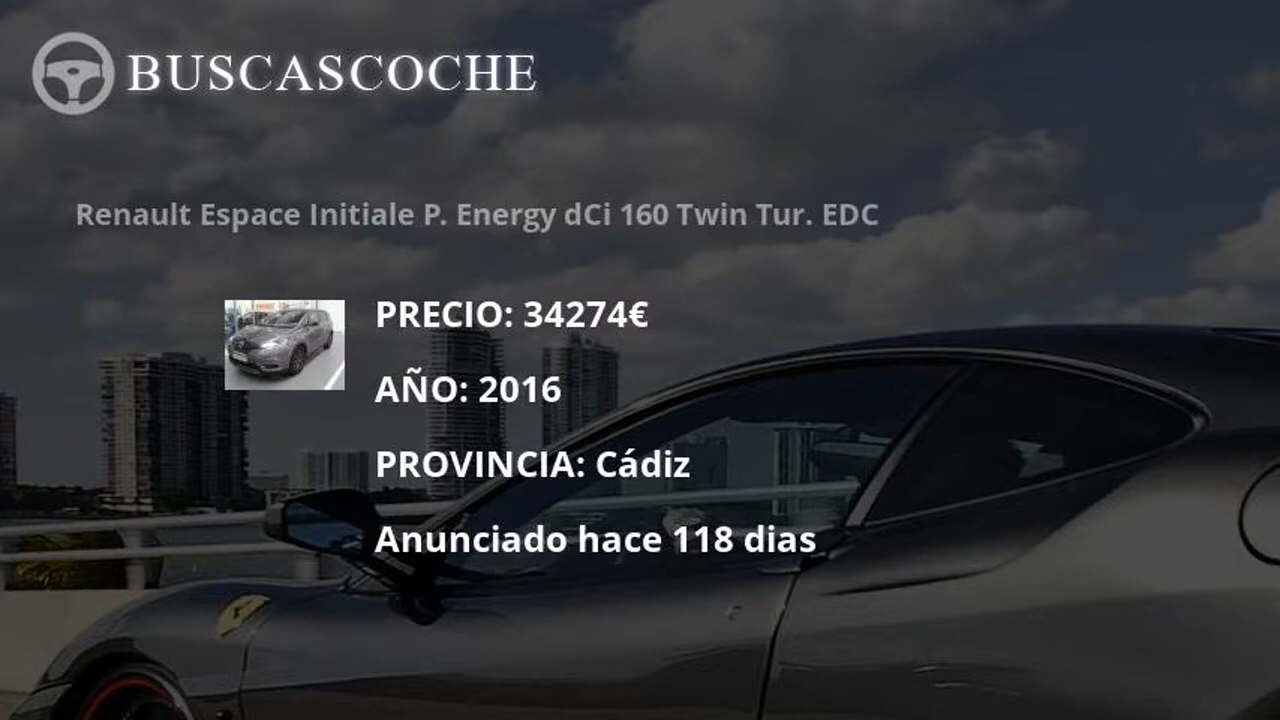 BUSCASCOCHE
Renault Espace Initiale P. Energy dCi 160 Twin Tur. EDC
PRECIO: 34274€
AÑO: 2016
PROVINCIA: Cádiz
Anunciado hace 118 dias